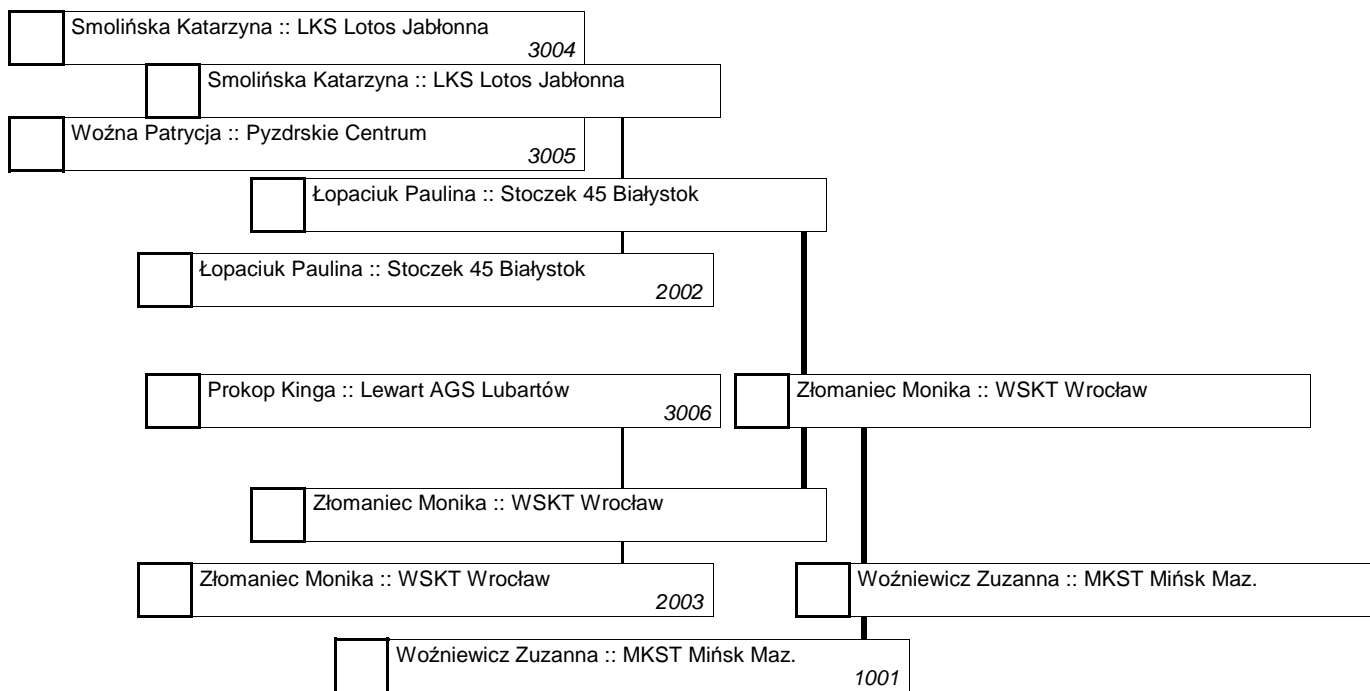 Smolińska Katarzyna :: LKS Lotos Jabłonna
3004
Smolińska Katarzyna :: LKS Lotos Jabłonna
Woźna Patrycja :: Pyzdrskie Centrum
3005
Łopaciuk Paulina :: Stoczek 45 Białystok
Łopaciuk Paulina :: Stoczek 45 Białystok
2002
Prokop Kinga :: Lewart AGS Lubartów
3006
Złomaniec Monika :: WSKT Wrocław
Złomaniec Monika :: WSKT Wrocław
Złomaniec Monika :: WSKT Wrocław
2003
Woźniewicz Zuzanna :: MKST Mińsk Maz.
Woźniewicz Zuzanna :: MKST Mińsk Maz.
1001